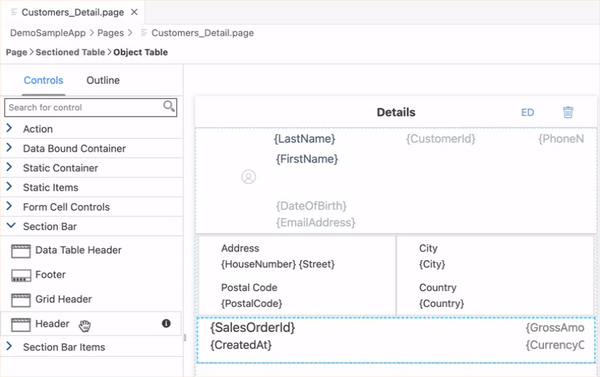 Customers_Detail.page
DemoSampleApp > Pages > Customers_Detail.page
Page > Sectioned Table > Object Table
Controls Outline
Search for control
Action
Data Bound Container
Static Container
Static Items
Form Cell Controls
Section Bar
Data Table Header
Footer
Grid Header
Header
Section Bar Items
Details ED
{LastName} {CustomerId} {PhoneN
{FirstName}
{DateOfBirth}
{EmailAddress}
Address City
{HouseNumber} {Street} {City}
Postal Code Country
{PostalCode} {Country}
{SalesOrderId} {GrossAmo
{CreatedAt} {CurrencyC